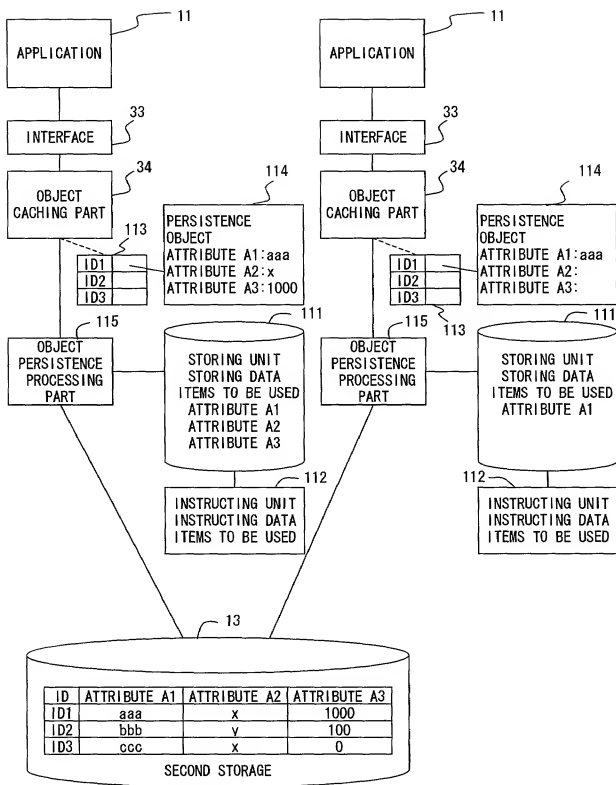 11
APPLICATION
33
INTERFACE
34
OBJECT
CACHING PART
114
PERSISTENCE
OBJECT
ATTRIBUTE A1:aaa
ATTRIBUTE A2:x
ATTRIBUTE A3:1000
113
ID1
ID2
ID3
115
OBJECT
PERSISTENCE
PROCESSING
PART
111
STORING UNIT
STORING DATA
ITEMS TO BE USED
ATTRIBUTE A1
ATTRIBUTE A2
ATTRIBUTE A3
112
INSTRUCTING UNIT
INSTRUCTING DATA
ITEMS TO BE USED
11
APPLICATION
33
INTERFACE
34
OBJECT
CACHING PART
114
PERSISTENCE
OBJECT
ATTRIBUTE A1:aaa
ATTRIBUTE A2:
ATTRIBUTE A3:
ID1
ID2
ID3
113
115
OBJECT
PERSISTENCE
PROCESSING
PART
111
STORING UNIT
STORING DATA
ITEMS TO BE USED
ATTRIBUTE A1
112
INSTRUCTING UNIT
INSTRUCTING DATA
ITEMS TO BE USED
13
ID ATTRIBUTE A1 ATTRIBUTE A2 ATTRIBUTE A3
ID1 aaa x 1000
ID2 bbb y 100
ID3 ccc x 0
SECOND STORAGE